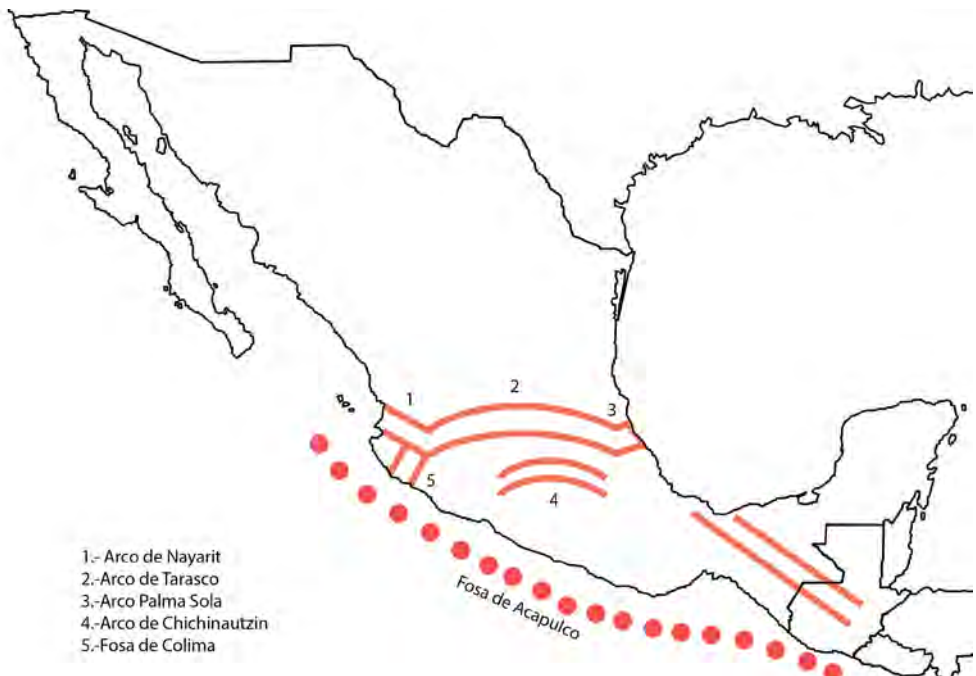 1
2
3
4
5
Fosa de Acapulco
1.- Arco de Nayarit
2.-Arco de Tarasco
3.-Arco Palma Sola
4.-Arco de Chichinautzin
5.-Fosa de Colima